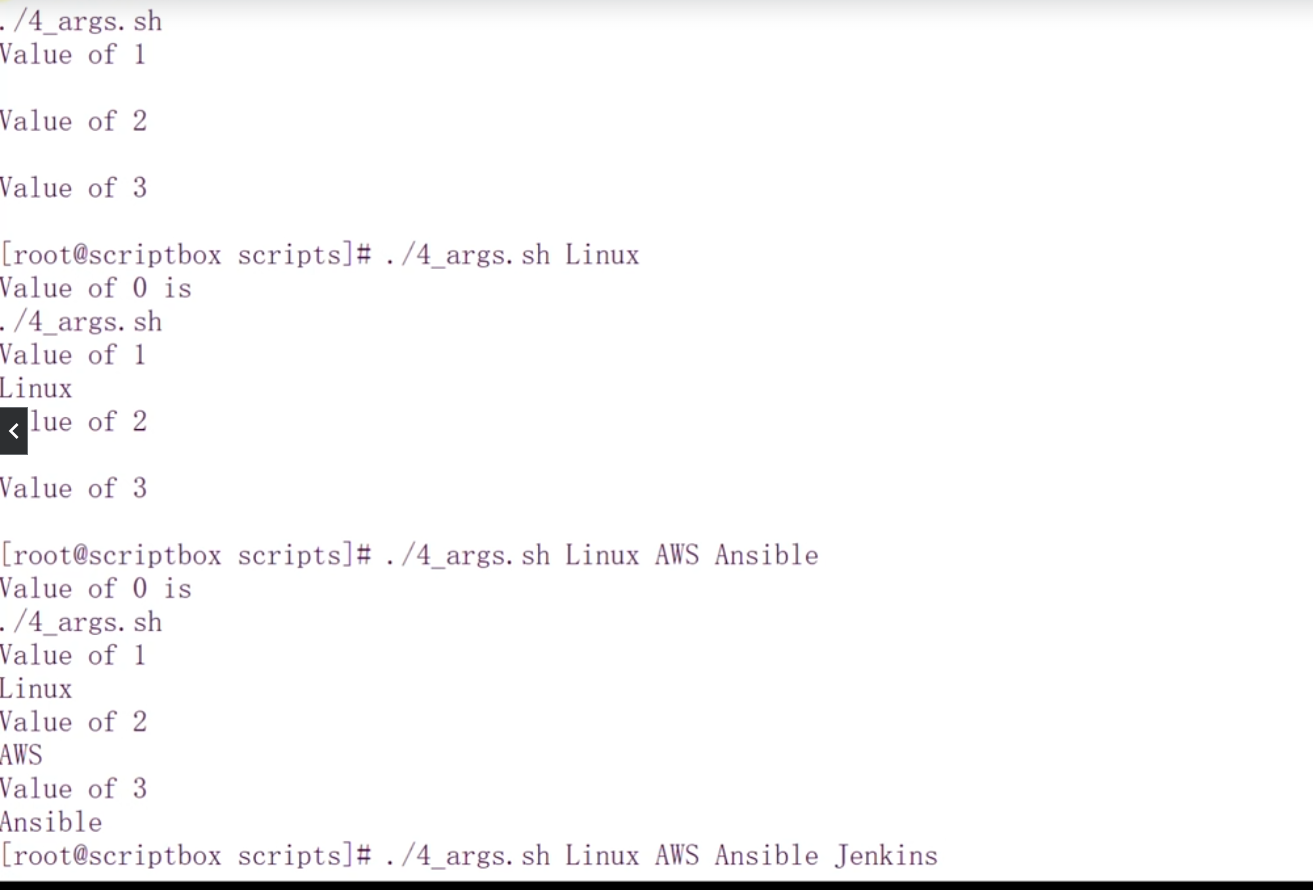 ./4_args.sh
Value of 1
Value of 2
Value of 3
[root@scriptbox scripts]# ./4_args.sh Linux
Value of 0 is
./4_args.sh
Value of 1
Linux
lue of 2
Value of 3
[root@scriptbox scripts]# ./4_args.sh Linux AWS Ansible
Value of 0 is
./4_args.sh
Value of 1
Linux
Value of 2
AWS
Value of 3
Ansible
[root@scriptbox scripts]# ./4_args.sh Linux AWS Ansible Jenkins